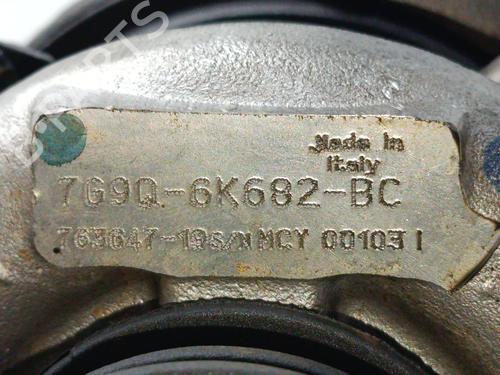 Made in
Italy
7G9Q-6K682-BC
763647-19S/N MCY 00103 I